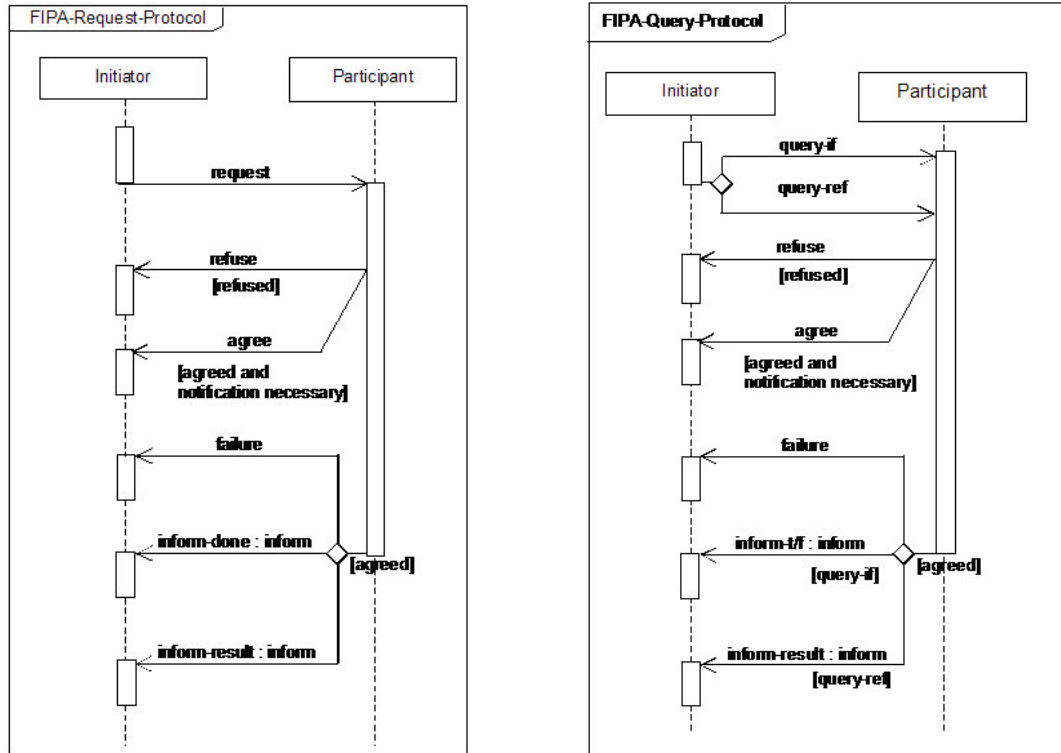 FIPA-Request-Protocol
Initiator
Participant
request
refuse
[refused]
agree
[agreed and
notification necessary]
failure
inform-done : inform
[agreed]
inform-result : inform
FIPA-Query-Protocol
Initiator
Participant
query-if
query-ref
refuse
[refused]
agree
[agreed and
notification necessary]
failure
inform-t/f : inform
[query-if]
[agreed]
inform-result : inform
[query-ref]